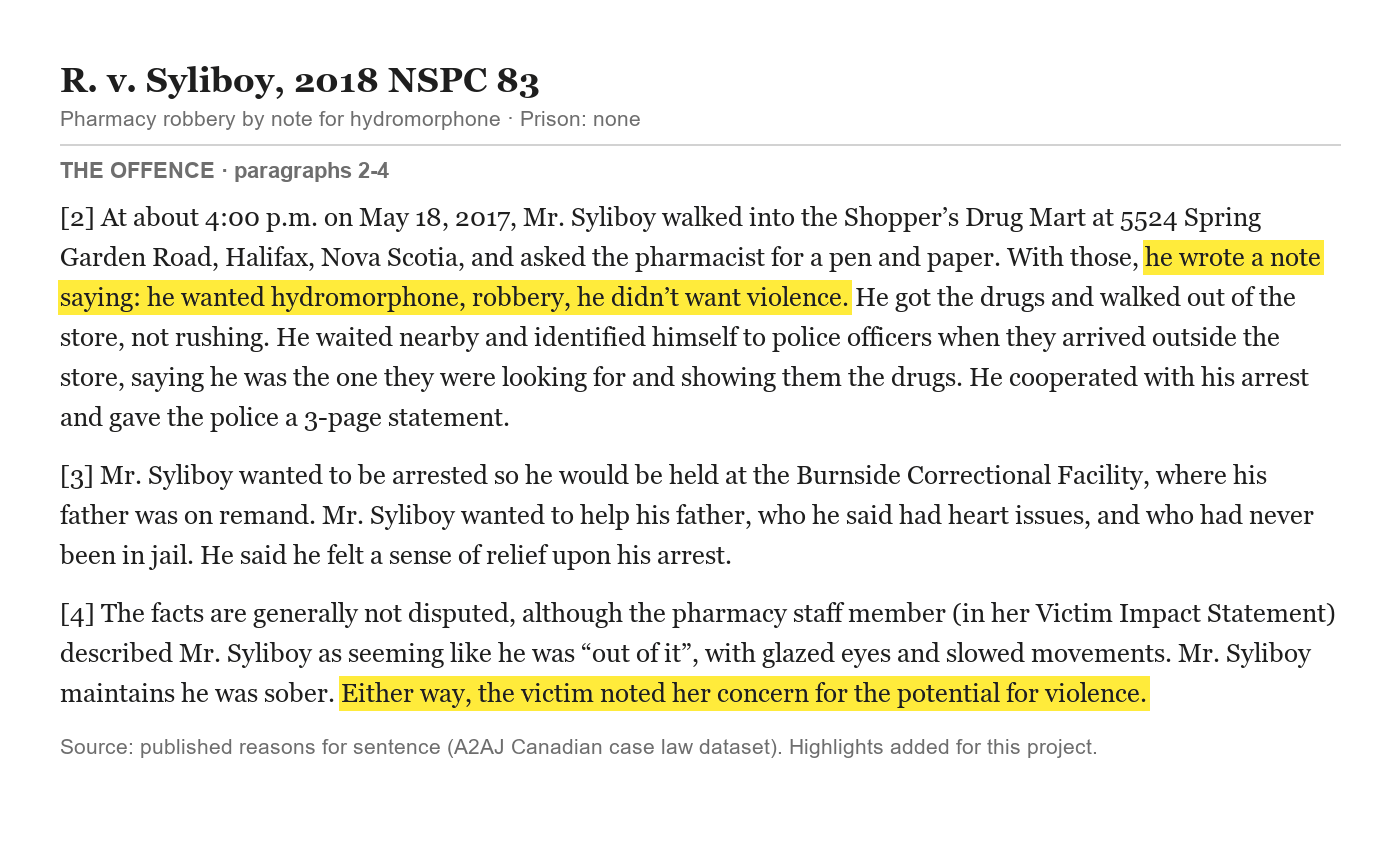 R. v. Syliboy, 2018 NSPC 83
Pharmacy robbery by note for hydromorphone · Prison: none
THE OFFENCE · paragraphs 2-4
[2] At about 4:00 p.m. on May 18, 2017, Mr. Syliboy walked into the Shopper’s Drug Mart at 5524 Spring
Garden Road, Halifax, Nova Scotia, and asked the pharmacist for a pen and paper. With those, he wrote a note
saying: he wanted hydromorphone, robbery, he didn’t want violence. He got the drugs and walked out of the
store, not rushing. He waited nearby and identified himself to police officers when they arrived outside the
store, saying he was the one they were looking for and showing them the drugs. He cooperated with his arrest
and gave the police a 3-page statement.
[3] Mr. Syliboy wanted to be arrested so he would be held at the Burnside Correctional Facility, where his
father was on remand. Mr. Syliboy wanted to help his father, who he said had heart issues, and who had never
been in jail. He said he felt a sense of relief upon his arrest.
[4] The facts are generally not disputed, although the pharmacy staff member (in her Victim Impact Statement)
described Mr. Syliboy as seeming like he was “out of it”, with glazed eyes and slowed movements. Mr. Syliboy
maintains he was sober. Either way, the victim noted her concern for the potential for violence.
Source: published reasons for sentence (A2AJ Canadian case law dataset). Highlights added for this project.